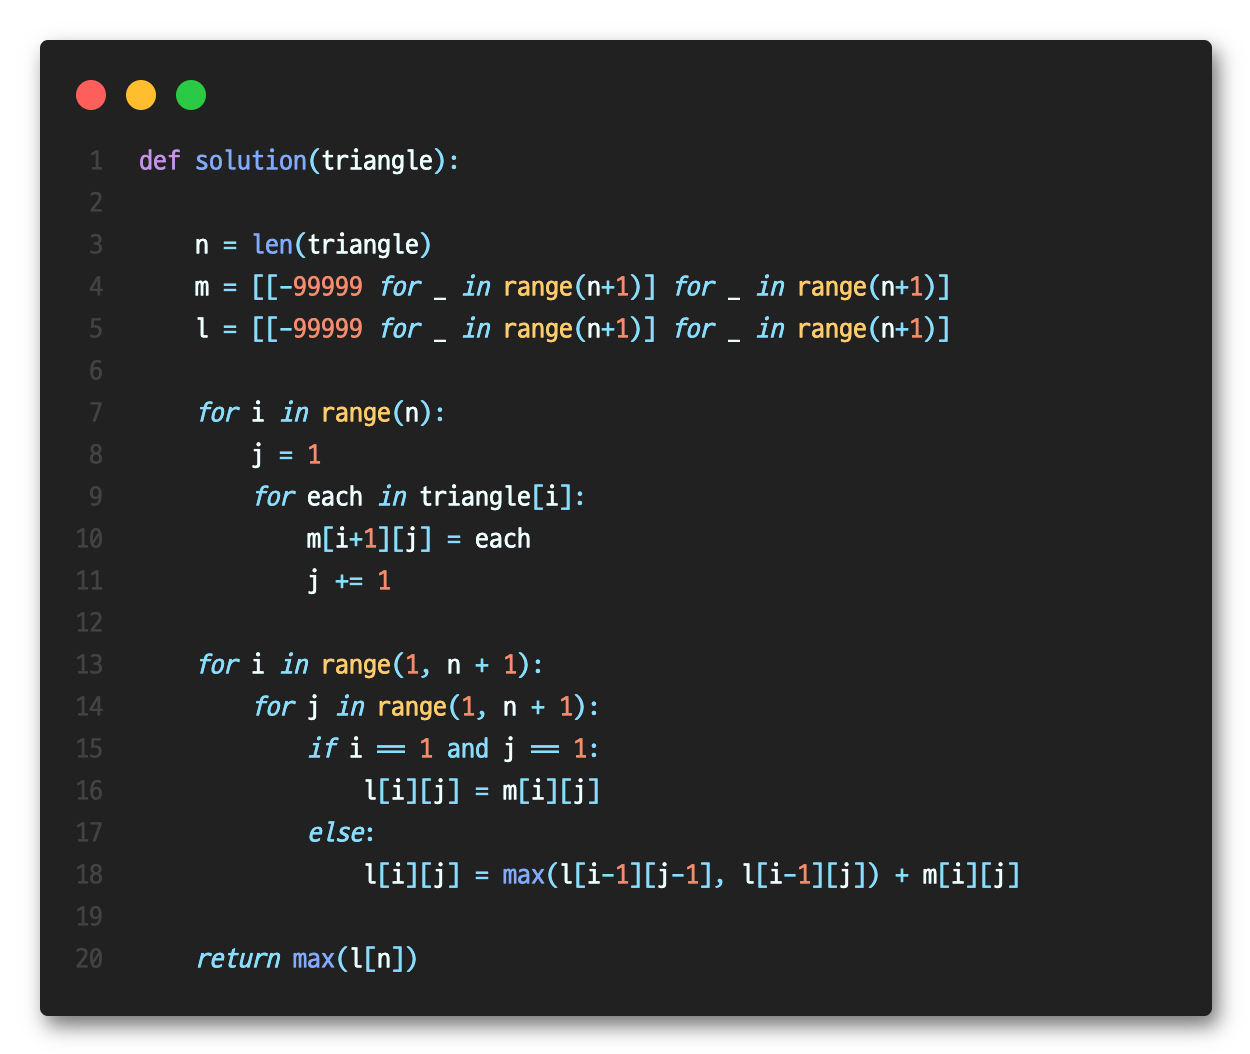 1 def solution(triangle):
2
3     n = len(triangle)
4     m = [[-99999 for _ in range(n+1)] for _ in range(n+1)]
5     l = [[-99999 for _ in range(n+1)] for _ in range(n+1)]
6
7     for i in range(n):
8         j = 1
9         for each in triangle[i]:
10             m[i+1][j] = each
11             j += 1
12
13     for i in range(1, n + 1):
14         for j in range(1, n + 1):
15             if i == 1 and j == 1:
16                 l[i][j] = m[i][j]
17             else:
18                 l[i][j] = max(l[i-1][j-1], l[i-1][j]) + m[i][j]
19
20     return max(l[n])